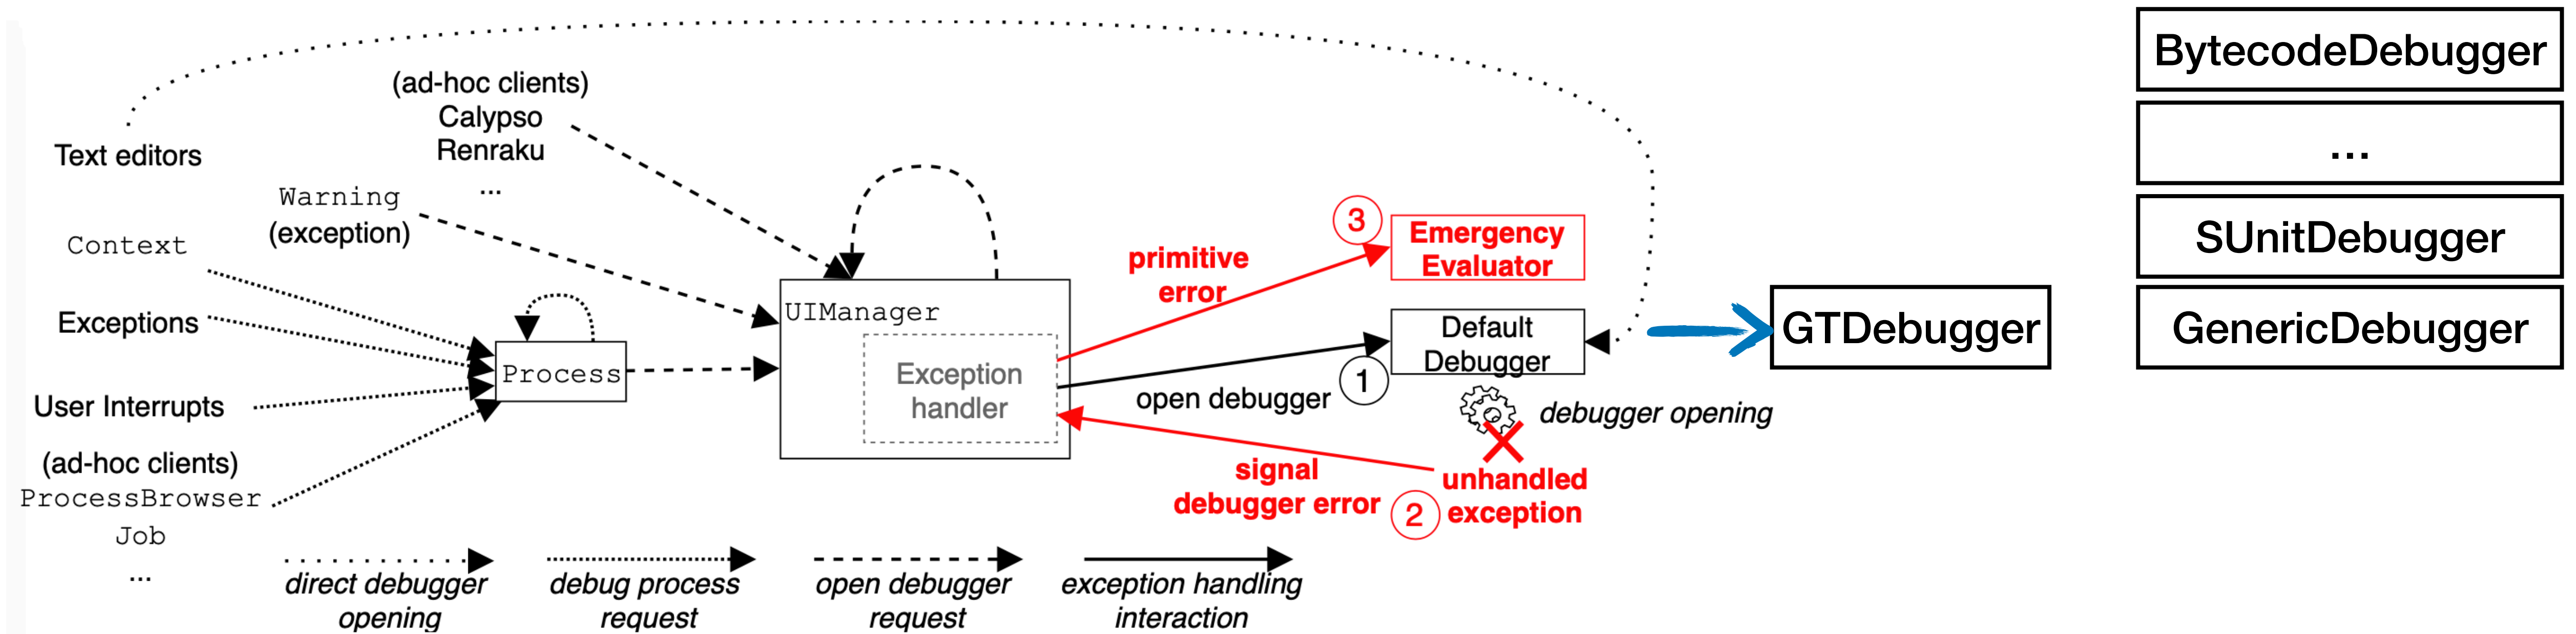 (ad-hoc clients)
Calypso
Renraku
...
Text editors
Warning
(exception)
Context
Exceptions
User Interrupts
(ad-hoc clients)
ProcessBrowser
Job
...
Process
UIManager
Exception
handler
primitive
error
3
Emergency
Evaluator
Default
Debugger
1
open debugger
debugger opening
signal
debugger error
2
unhandled
exception
GTDebugger
BytecodeDebugger
...
SUnitDebugger
GenericDebugger
direct debugger
opening
debug process
request
open debugger
request
exception handling
interaction